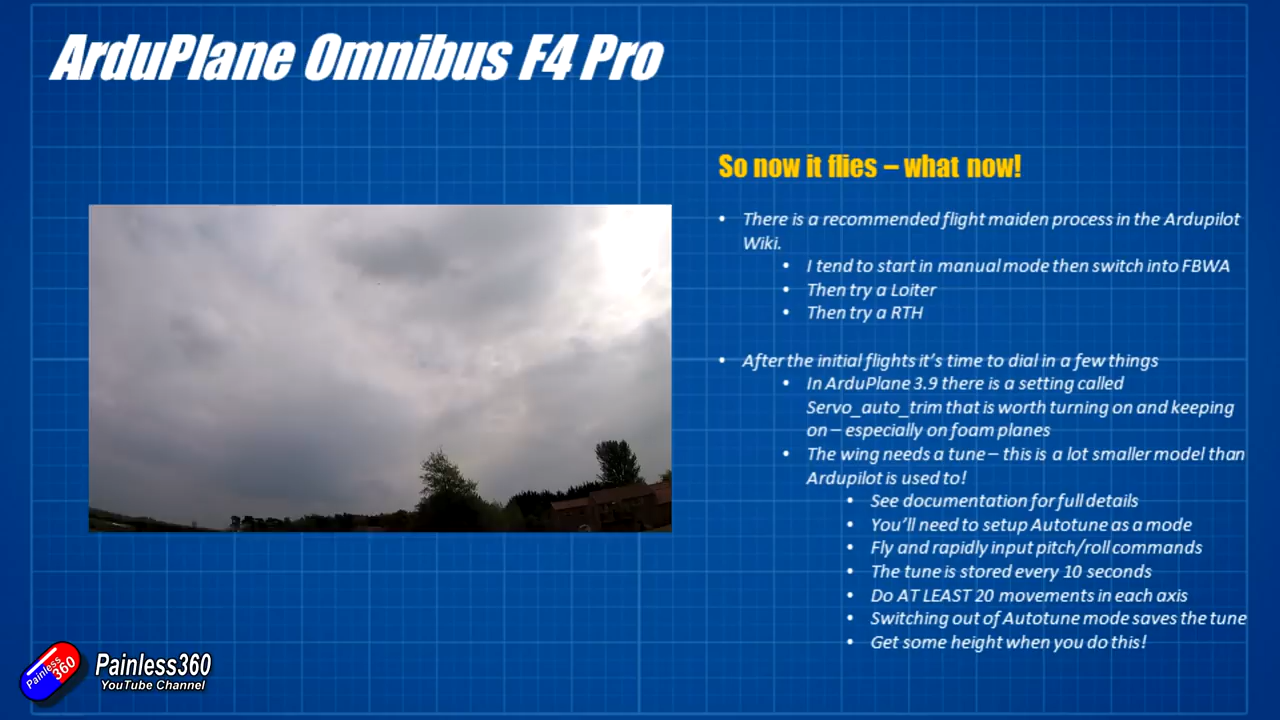 ArduPlane Omnibus F4 Pro
So now it flies – what now!
• There is a recommended flight maiden process in the Ardupilot
Wiki.
• I tend to start in manual mode then switch into FBWA
• Then try a Loiter
• Then try a RTH
• After the initial flights it's time to dial in a few things
• In ArduPlane 3.9 there is a setting called
Servo_auto_trim that is worth turning on and keeping
on – especially on foam planes
• The wing needs a tune – this is a lot smaller model than
Ardupilot is used to!
• See documentation for full details
• You'll need to setup Autotune as a mode
• Fly and rapidly input pitch/roll commands
• The tune is stored every 10 seconds
• Do AT LEAST 20 movements in each axis
• Switching out of Autotune mode saves the tune
• Get some height when you do this!
Painless
360
Painless360
YouTube Channel